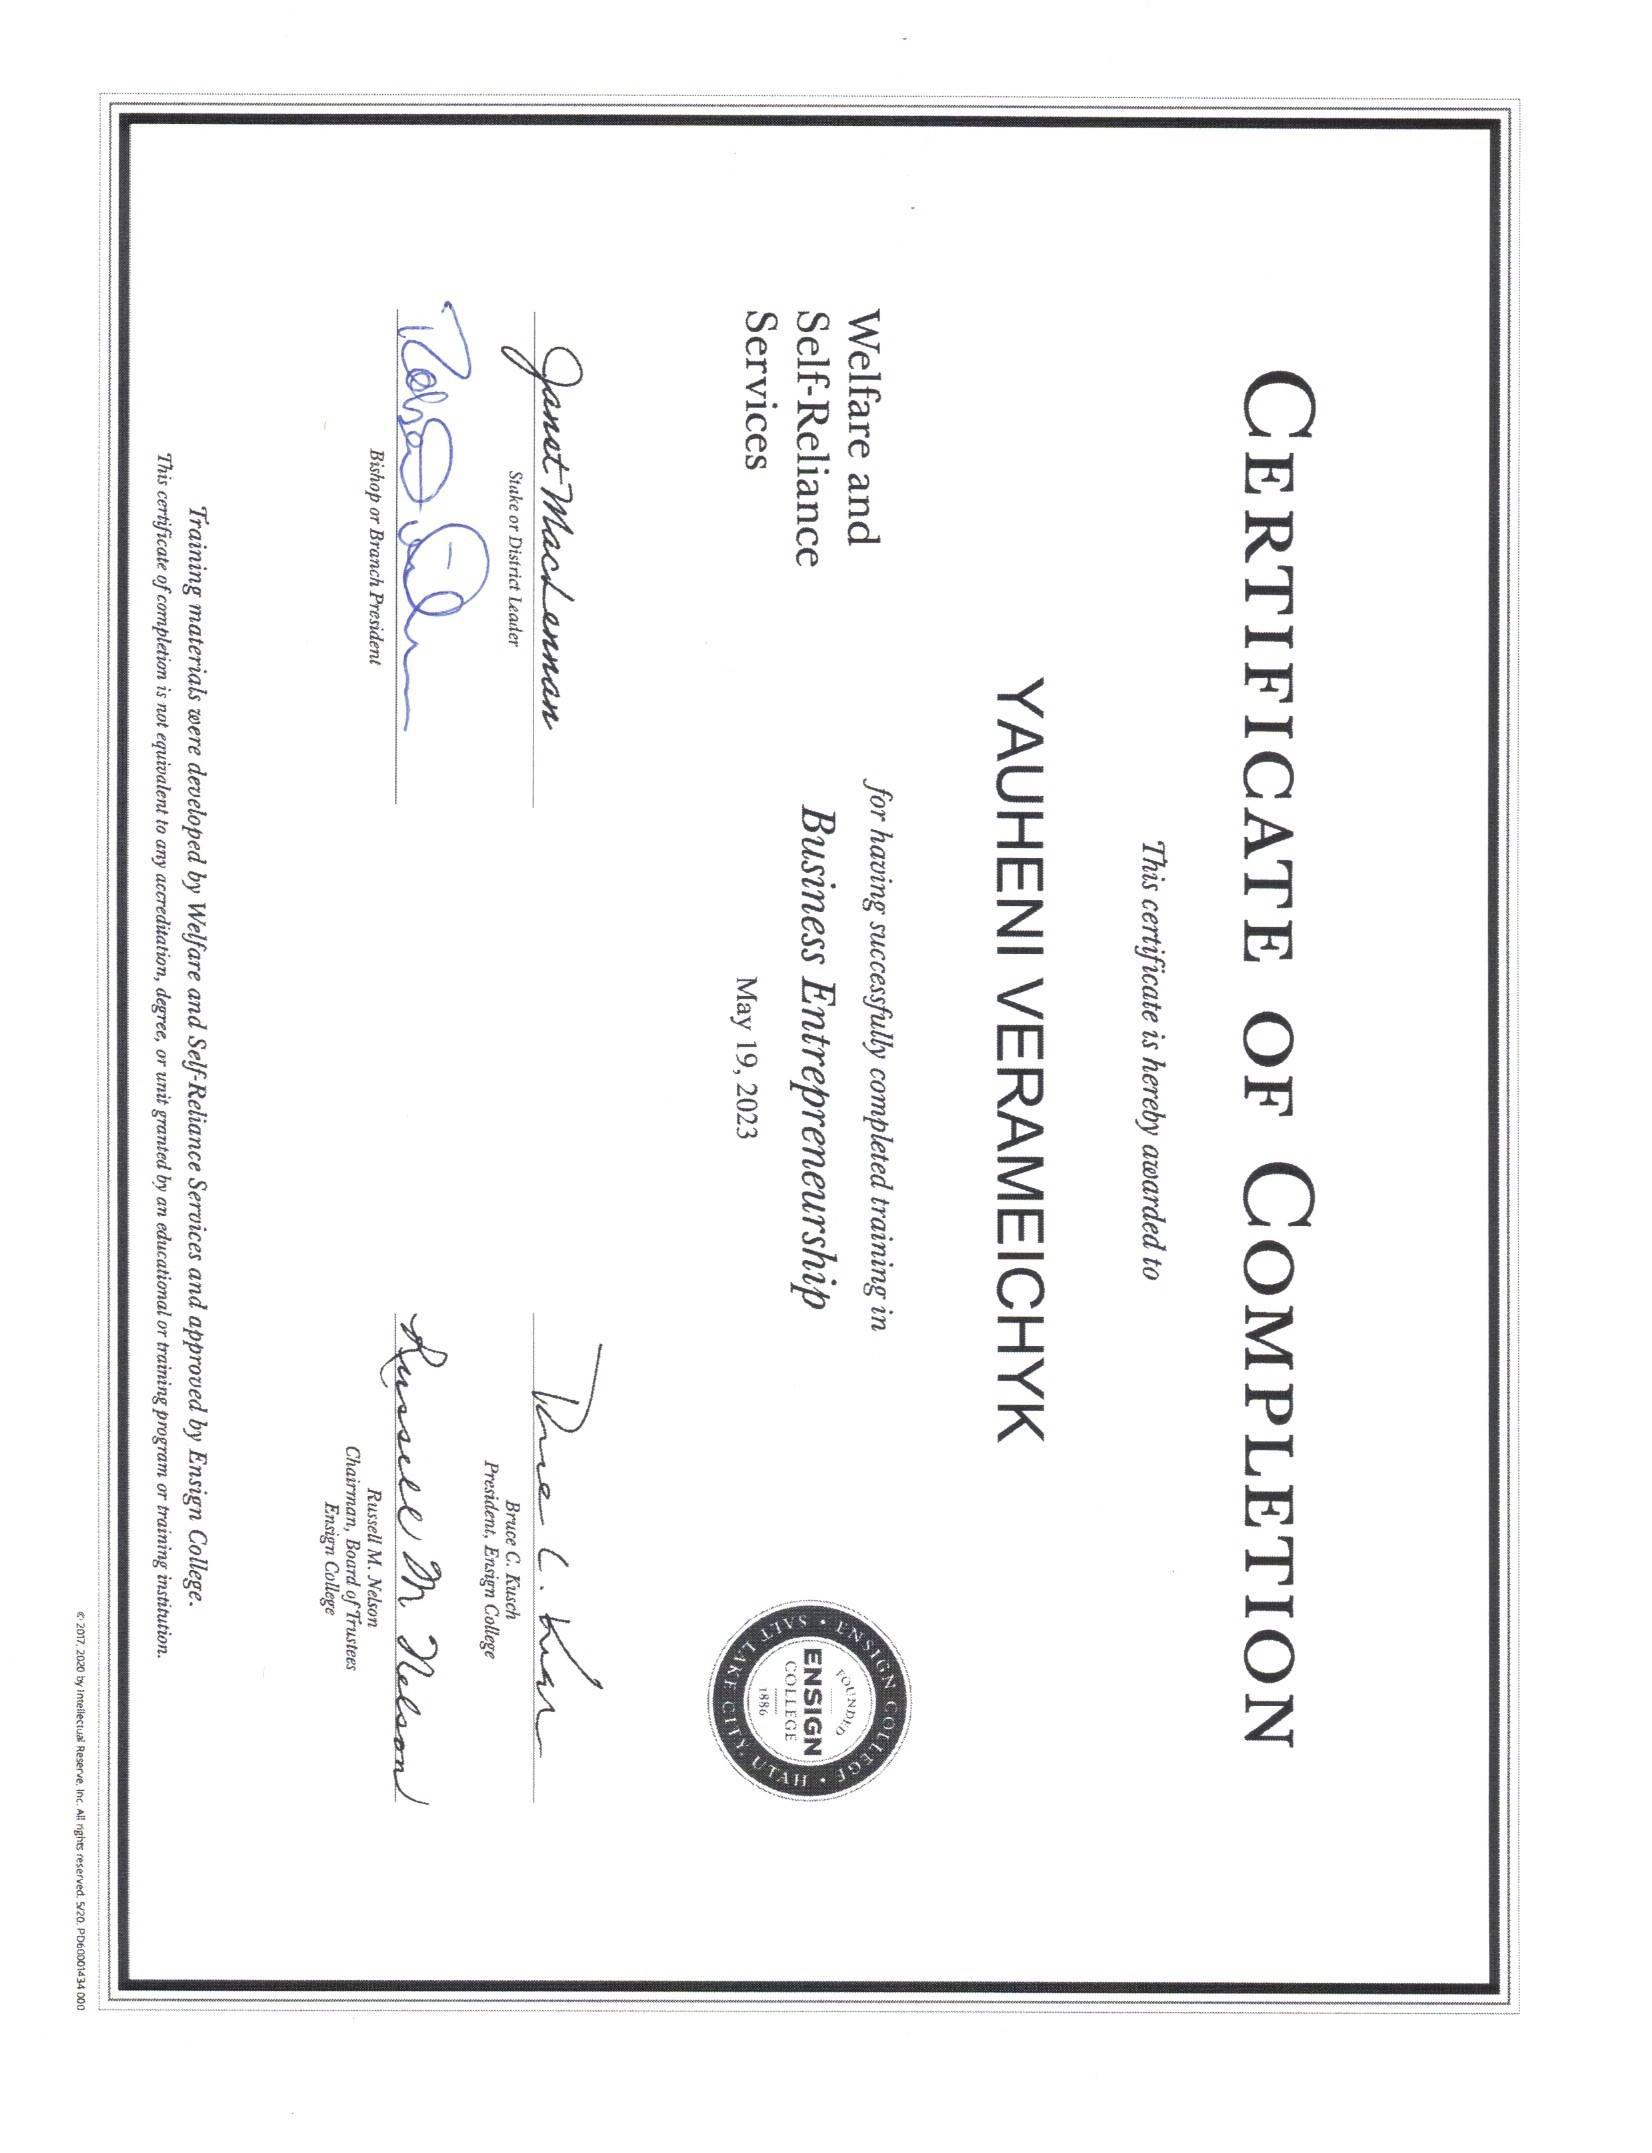 CERTIFICATE OF COMPLETION
This certificate is hereby awarded to
YAUHENI VERAMEICHYK
Welfare and
Self-Reliance
Services
for having successfully completed training in
Business Entrepreneurship
May 19, 2023
ENSIGN COLLEGE
FOUNDED
ENSIGN
COLLEGE
1886
SALT LAKE CITY, UTAH
Janet MacLennan
Stake or District Leader
Bishop or Branch President
Bruce C. Kusch
President, Ensign College
Russell M. Nelson
Russell M. Nelson
Chairman, Board of Trustees
Ensign College
Training materials were developed by Welfare and Self-Reliance Services and approved by Ensign College.
This certificate of completion is not equivalent to any accreditation, degree, or unit granted by an educational or training program or training institution.
© 2017, 2020 by Intellectual Reserve, Inc. All rights reserved. 5/20. PD60001434 000